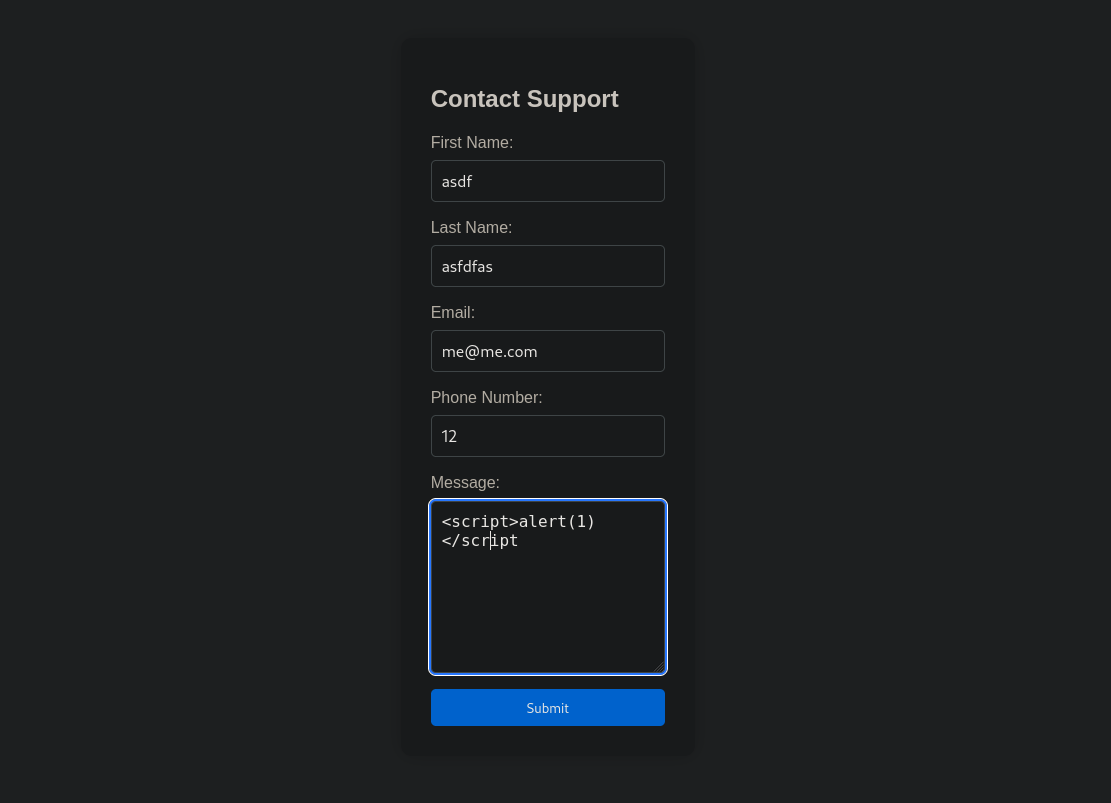 Contact Support
First Name:
asdf
Last Name:
asfdfas
Email:
me@me.com
Phone Number:
12
Message:
<script>alert(1)
</script
Submit